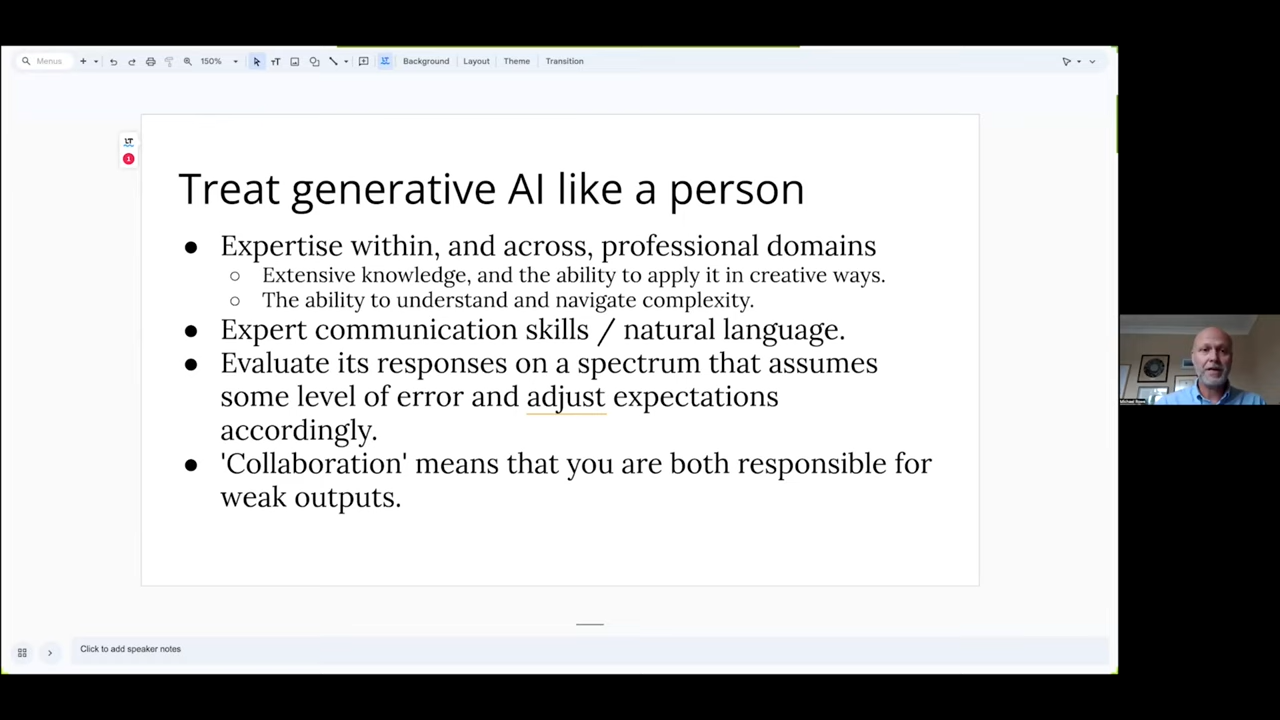 Menus
150%
Background
Layout
Theme
Transition
LT
1
Treat generative AI like a person
● Expertise within, and across, professional domains
○ Extensive knowledge, and the ability to apply it in creative ways.
○ The ability to understand and navigate complexity.
● Expert communication skills / natural language.
● Evaluate its responses on a spectrum that assumes
some level of error and adjust expectations
accordingly.
● 'Collaboration' means that you are both responsible for
weak outputs.
Click to add speaker notes